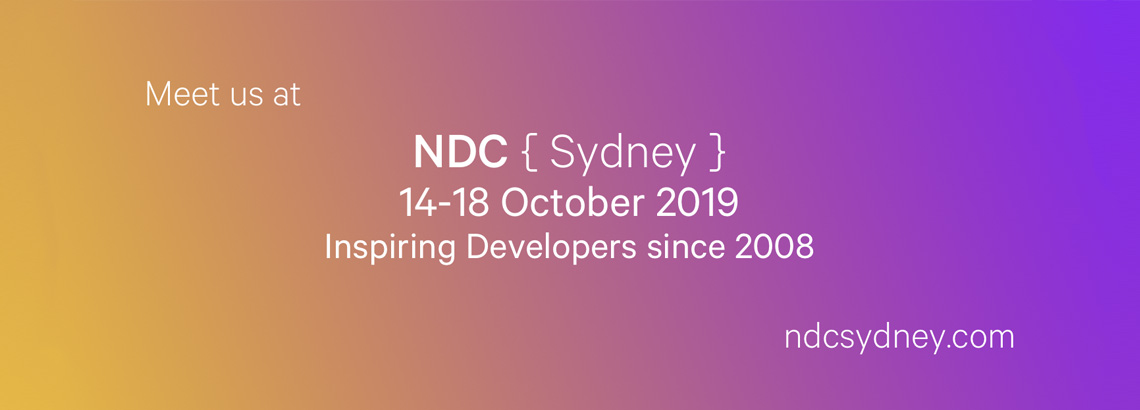 Meet us at
NDC { Sydney }
14-18 October 2019
Inspiring Developers since 2008
ndcsydney.com